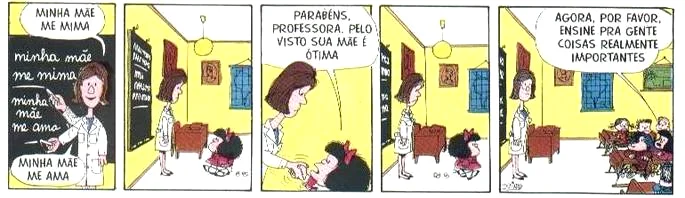 MINHA MÃE
ME MIMA
minha mãe
me mima
minha
mãe
me ama
MINHA MÃE
ME AMA
PARABÉNS,
PROFESSORA. PELO
VISTO SUA MÃE É
ÓTIMA
AGORA, POR FAVOR,
ENSINE PRA GENTE
COISAS REALMENTE
IMPORTANTES